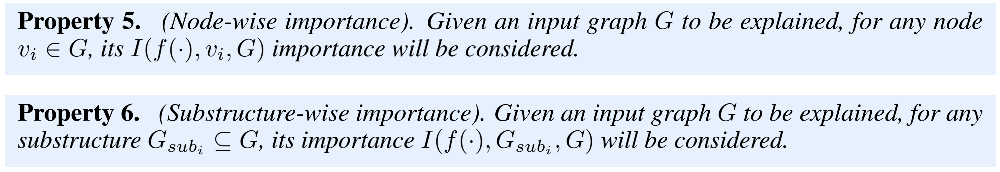 Property 5. (Node-wise importance). Given an input graph G to be explained, for any node
$v_i \in G$, its $I(f(\cdot), v_i, G)$ importance will be considered.
Property 6. (Substructure-wise importance). Given an input graph G to be explained, for any
substructure $G_{sub_i} \subseteq G$, its importance $I(f(\cdot), G_{sub_i}, G)$ will be considered.